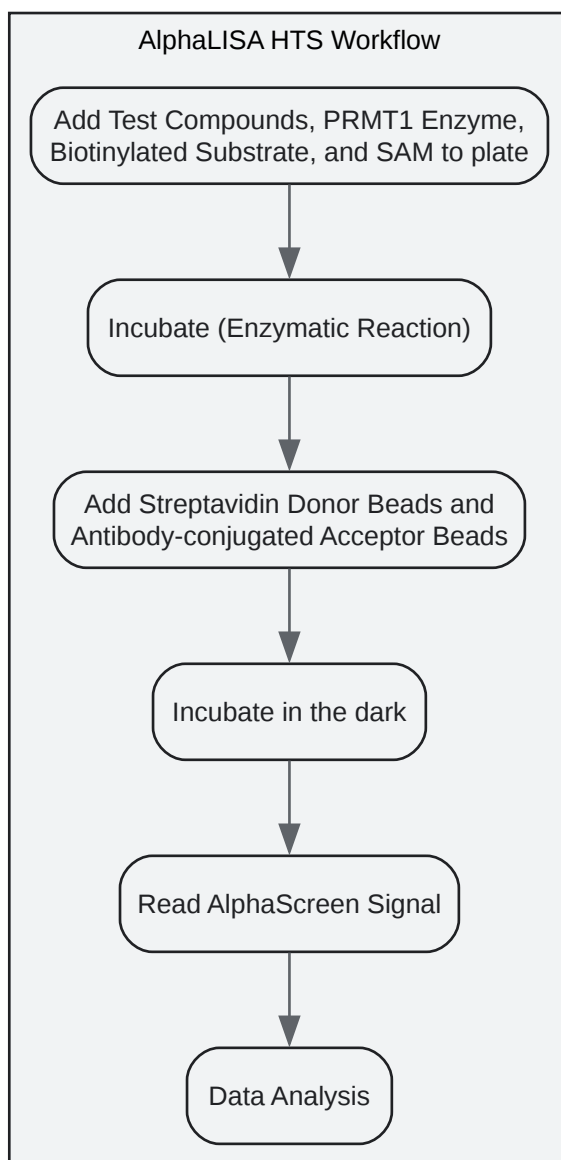 AlphaLISA HTS Workflow
Add Test Compounds, PRMT1 Enzyme,
Biotinylated Substrate, and SAM to plate
Incubate (Enzymatic Reaction)
Add Streptavidin Donor Beads and
Antibody-conjugated Acceptor Beads
Incubate in the dark
Read AlphaScreen Signal
Data Analysis